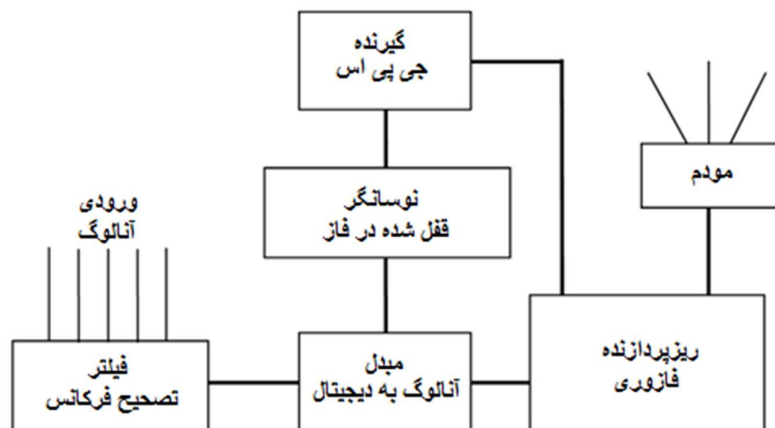 گیرنده
جی پی اس
مودم
نوسانگر
قفل شده در فاز
ورودی
آنالوگ
ریزپردازنده
فازوری
مبدل
آنالوگ به دیجیتال
فیلتر
تصحیح فرکانس